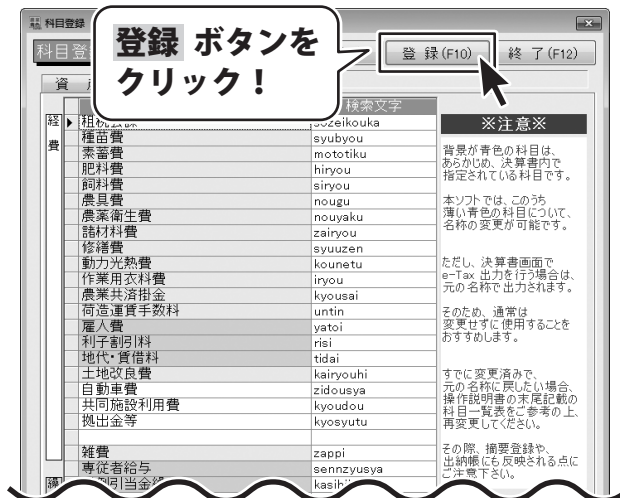 科目登録
科目登
登録 ボタンを
クリック！
登 録(F10)
終 了(F12)
資
検索文字
経
費
租税公課
sozeikouka
種苗費
syubyou
素畜費
mototiku
肥料費
hiryou
飼料費
siryou
農具費
nougu
農薬衛生費
nouyaku
諸材料費
zairyou
修繕費
syuuzen
動力光熱費
kounetu
作業用衣料費
iryou
農業共済掛金
kyousai
荷造運賃手数料
untin
雇人費
yatoi
利子割引料
risi
地代・賃借料
tidai
土地改良費
kairyouhi
自動車費
zidousya
共同施設利用費
kyoudou
拠出金等
kyosyutu
雑費
zappi
専従者給与
sennzyusya
※注意※
背景が青色の科目は、
あらかじめ、決算書内で
指定されている科目です。
本ソフトでは、このうち
薄い青色の科目について、
名称の変更が可能です。
ただし、決算書画面で
e-Tax 出力を行う場合は、
元の名称で出力されます。
そのため、通常は
変更せずに使用することを
おすすめします。
すでに変更済みで、
元の名称に戻したい場合、
操作説明書の末尾記載の
科目一覧表をご参考の上、
再変更してください。
その際、摘要登録や、
出納帳にも反映される点に
ご注意下さい。